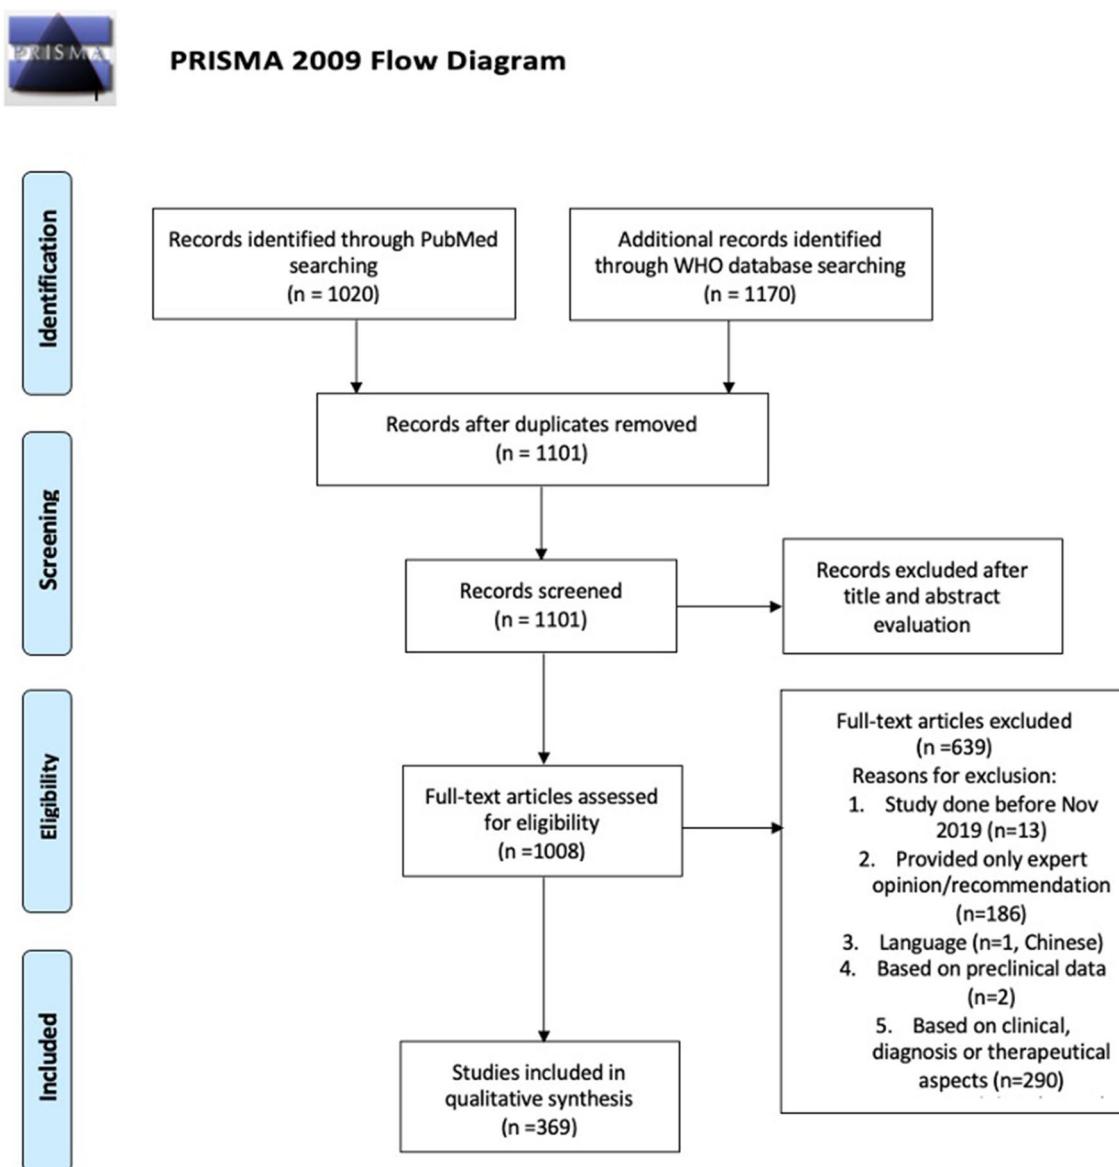 PRISMA
PRISMA 2009 Flow Diagram
Identification
Records identified through PubMed
searching
(n = 1020)
Additional records identified
through WHO database searching
(n = 1170)
Records after duplicates removed
(n = 1101)
Screening
Records screened
(n = 1101)
Records excluded after
title and abstract
evaluation
Eligibility
Full-text articles assessed
for eligibility
(n =1008)
Full-text articles excluded
(n =639)
Reasons for exclusion:
1. Study done before Nov
2019 (n=13)
2. Provided only expert
opinion/recommendation
(n=186)
3. Language (n=1, Chinese)
4. Based on preclinical data
(n=2)
5. Based on clinical,
diagnosis or therapeutical
aspects (n=290)
Included
Studies included in
qualitative synthesis
(n =369)